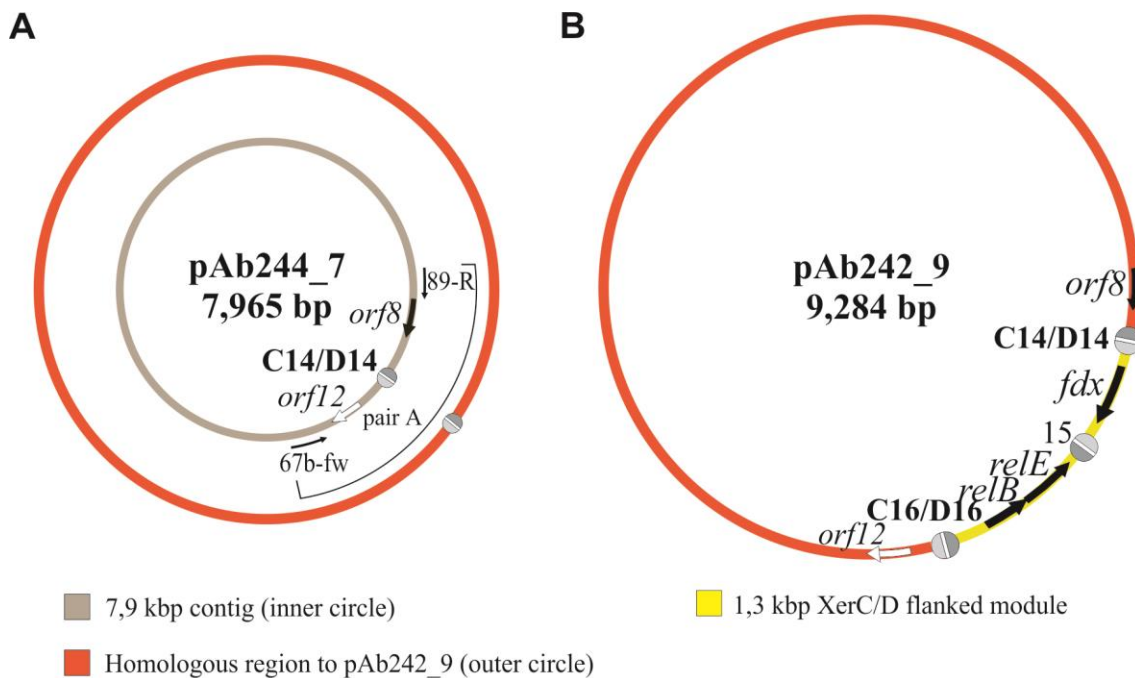 A
pAb244_7
7,965 bp
89-R
orf8
C14/D14
orf12
pair A
67b-fw
7,9 kbp contig (inner circle)
Homologous region to pAb242_9 (outer circle)
B
pAb242_9
9,284 bp
orf8
C14/D14
fdx
15
relE
relB
C16/D16
orf12
1,3 kbp XerC/D flanked module